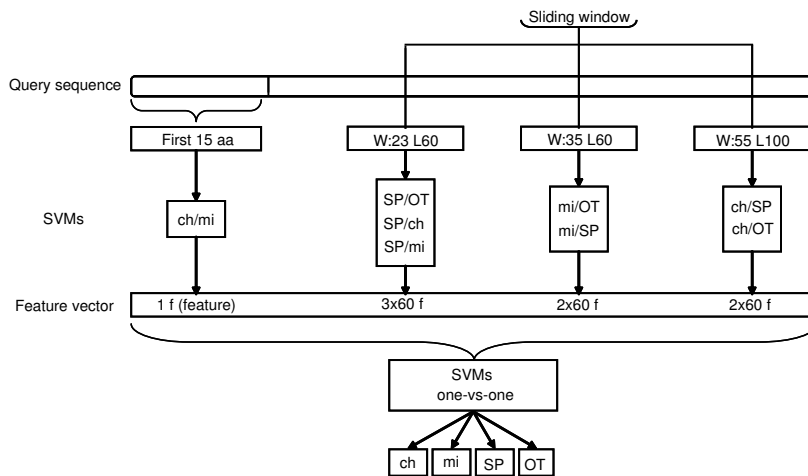 Sliding window
Query sequence
First 15 aa
W:23 L60
W:35 L60
W:55 L100
SVMs
ch/mi
SP/OT
SP/ch
SP/mi
mi/OT
mi/SP
ch/SP
ch/OT
Feature vector
1 f (feature)
3x60 f
2x60 f
2x60 f
SVMs
one-vs-one
ch
mi
SP
OT